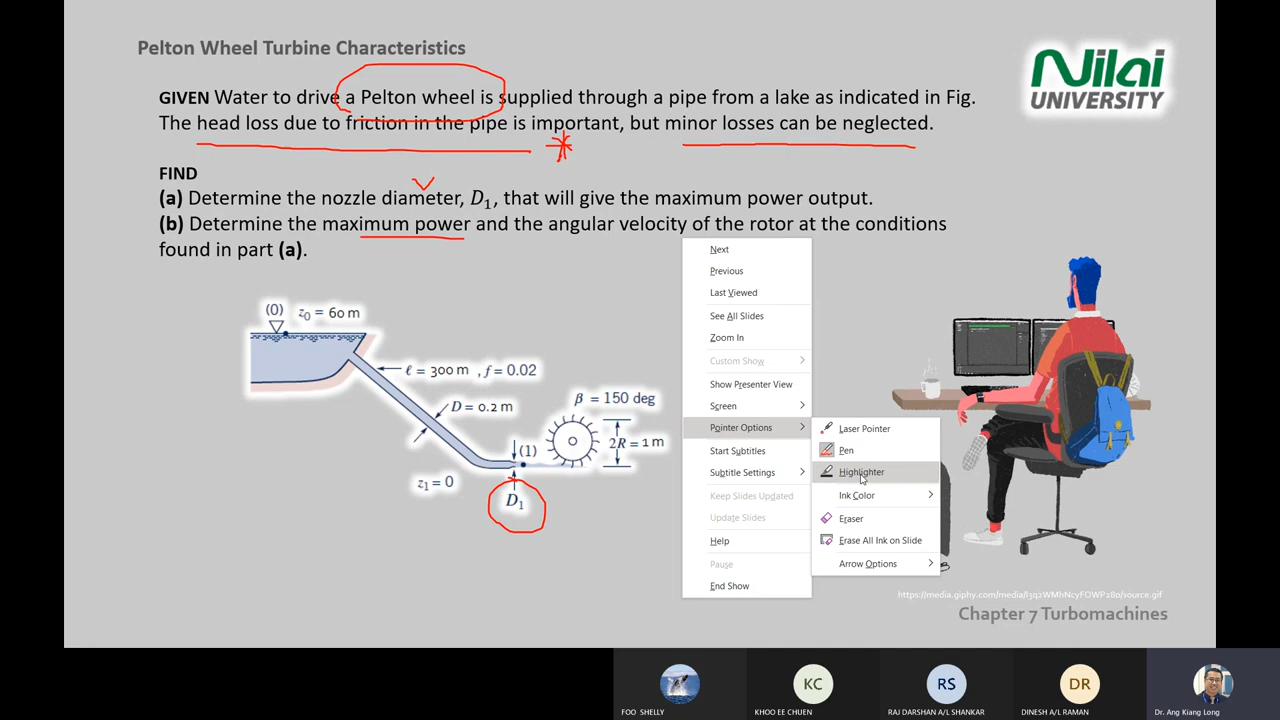 Pelton Wheel Turbine Characteristics
Nilai
UNIVERSITY
GIVEN Water to drive a Pelton wheel is supplied through a pipe from a lake as indicated in Fig.
The head loss due to friction in the pipe is important, but minor losses can be neglected.
FIND
(a) Determine the nozzle diameter, D₁, that will give the maximum power output.
(b) Determine the maximum power and the angular velocity of the rotor at the conditions
found in part (a).
(0) z₀ = 60 m
ℓ = 300 m , f = 0.02
D = 0.2 m
β = 150 deg
(1)
2R = 1 m
z₁ = 0
D₁
Next
Previous
Last Viewed
See All Slides
Zoom In
Custom Show
Show Presenter View
Screen
Pointer Options
Start Subtitles
Subtitle Settings
Keep Slides Updated
Update Slides
Help
Pause
End Show
Laser Pointer
Pen
Highlighter
Ink Color
Eraser
Erase All Ink on Slide
Arrow Options
https://media.giphy.com/media/l3q2WMhNcyFOWP280/source.gif
Chapter 7 Turbomachines
KC
RS
DR
FOO SHELLY
KHOO EE CHUEN
RAJ DARSHAN A/L SHANKAR
DINESH A/L RAMAN
Dr. Ang Kiang Long